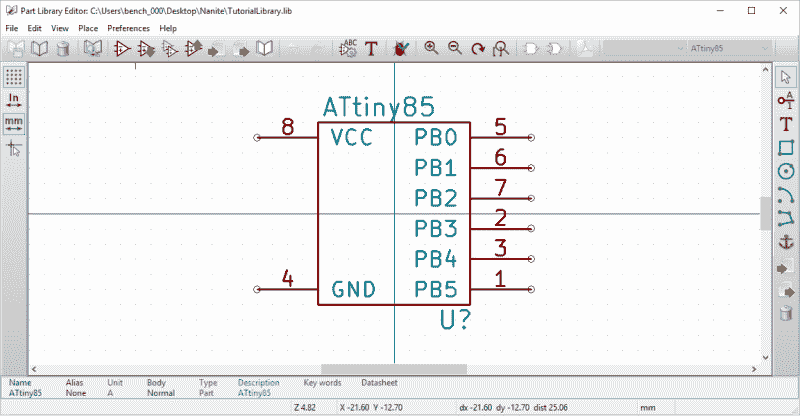 Part Library Editor: C:\Users\bench_000\Desktop\Nanite\TutorialLibrary.lib
File Edit View Place Preferences Help
ABC T ATtiny85
In
mm
A
T
ATtiny85
8 VCC PB0 5
PB1 6
PB2 7
PB3 2
PB4 3
4 GND PB5 1
U?
Name Alias Unit Body Type Description Key words Datasheet
ATtiny85 None A Normal Part ATtiny85
Z 4.82 X -21.60 Y -12.70 dx -21.60 dy -12.70 dist 25.06 mm